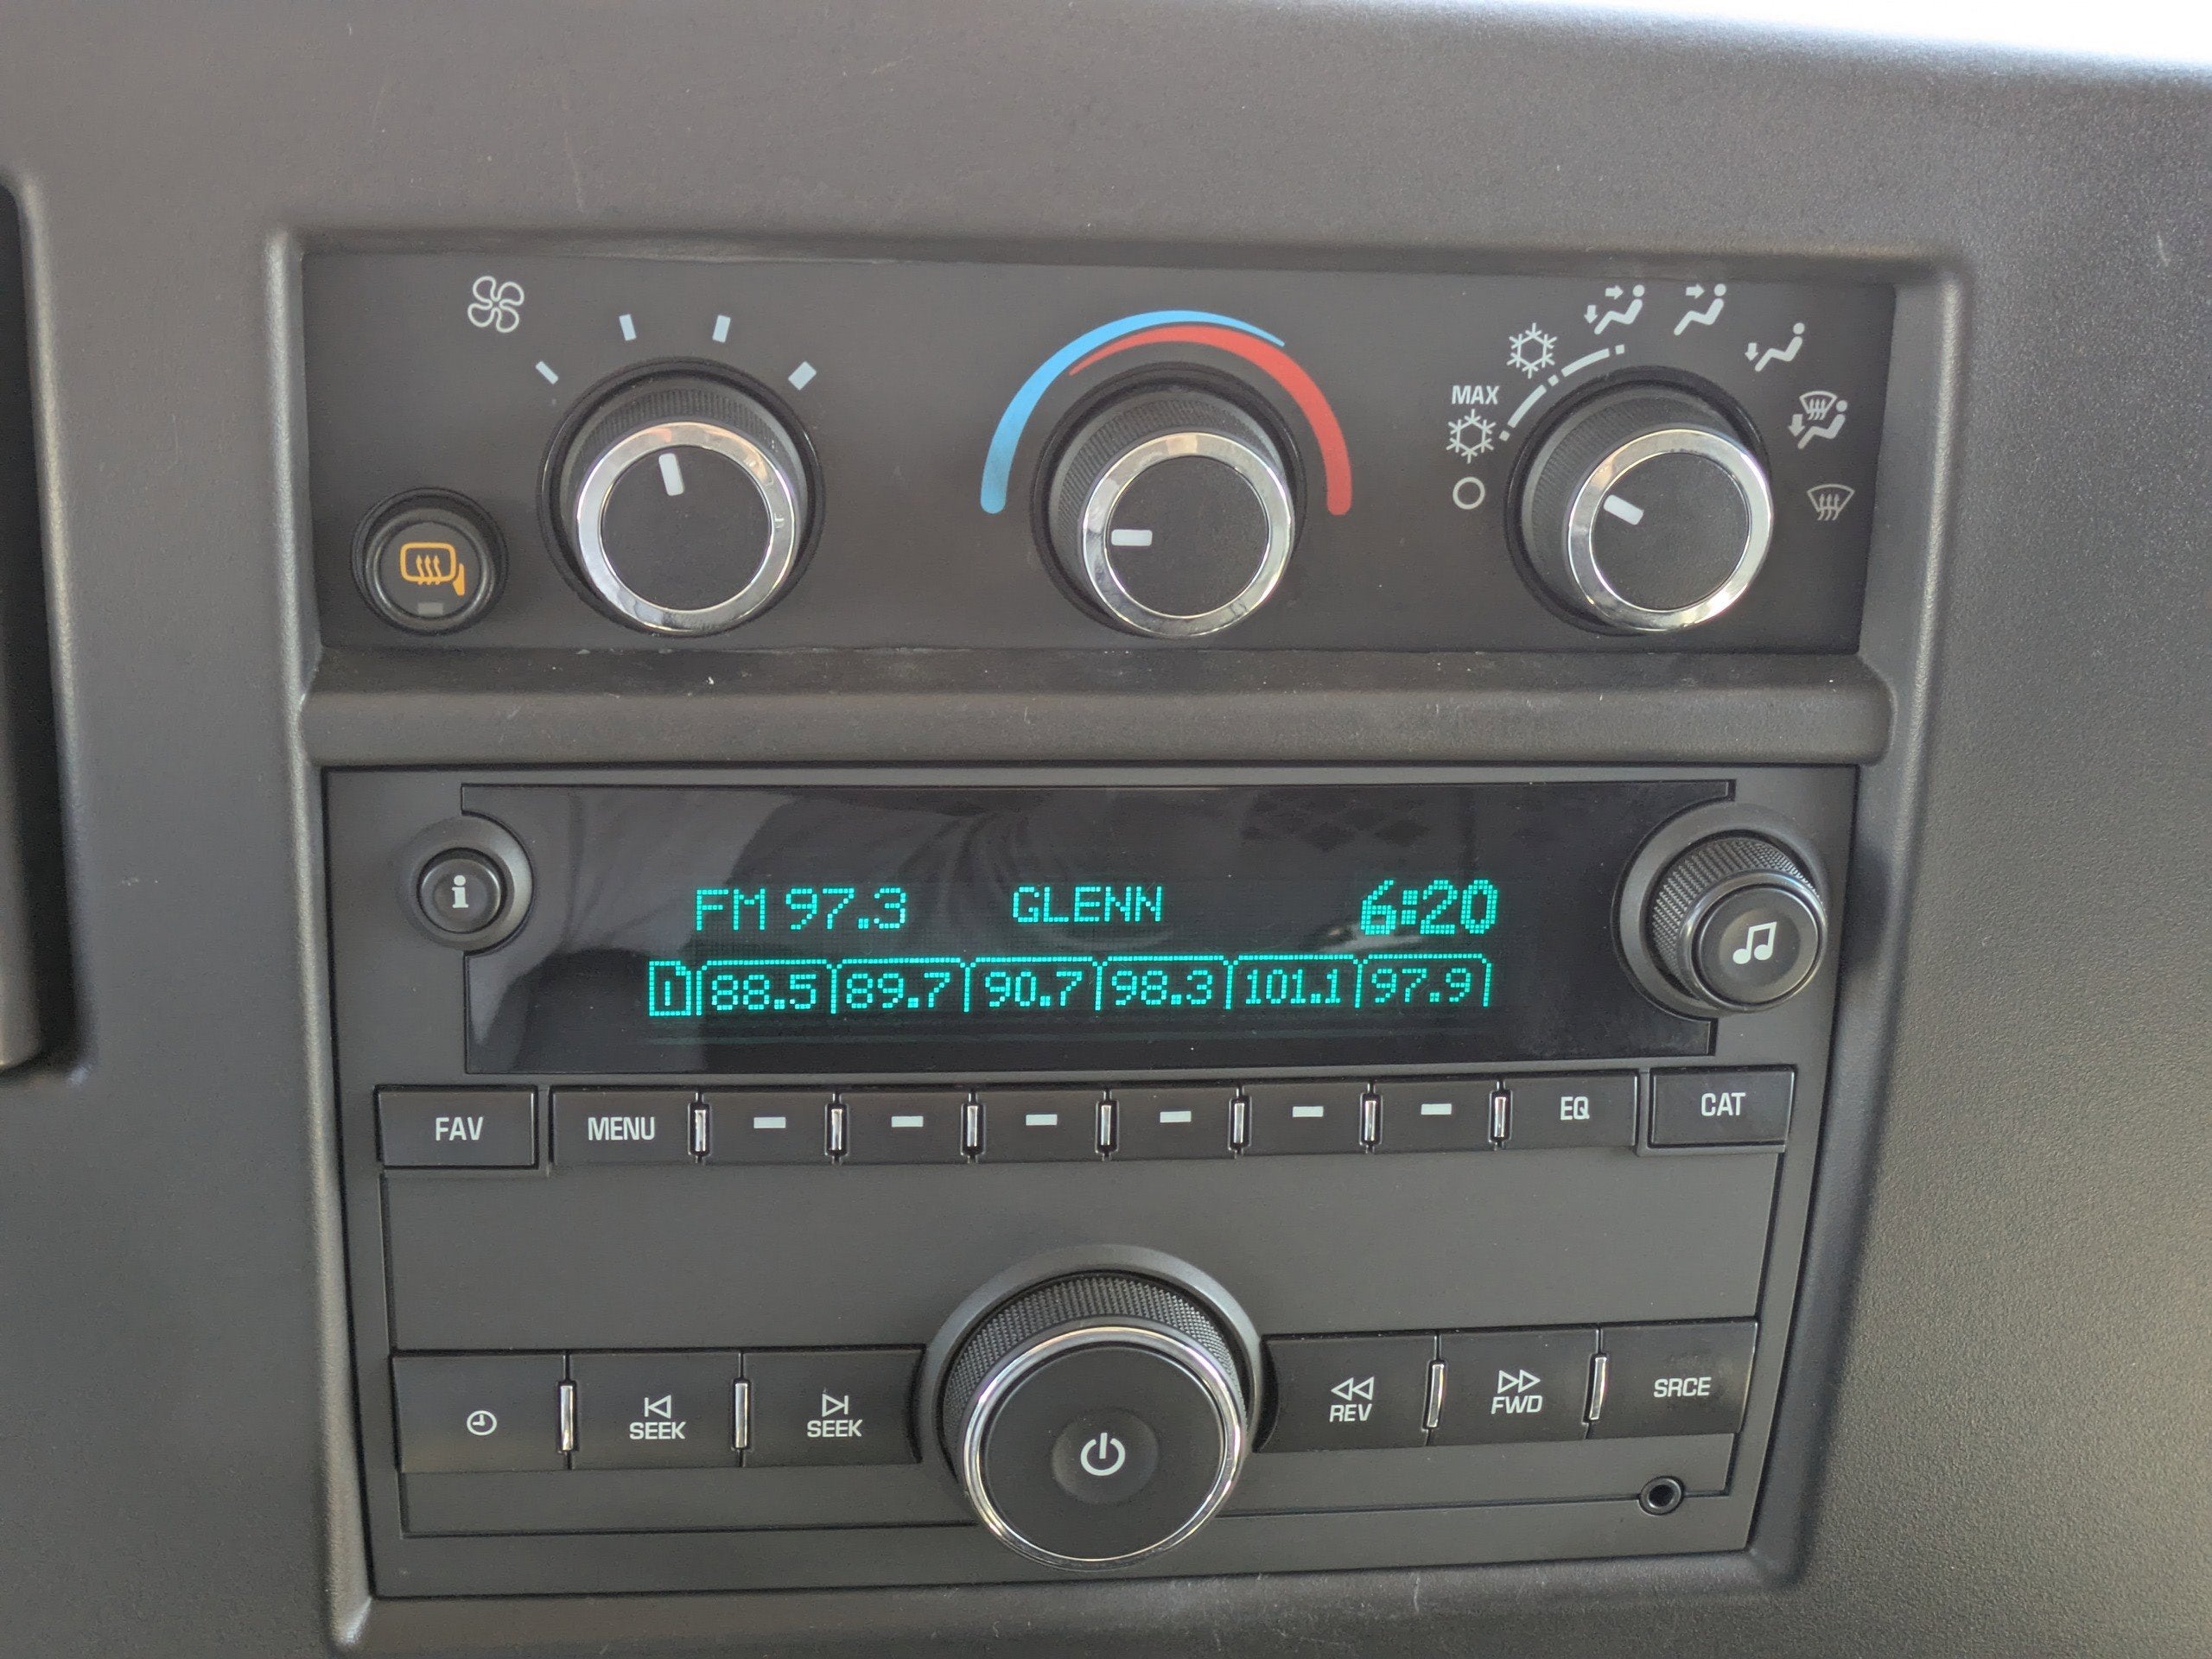 MAX
i
FM 97.3 GLENN 6:20
1 88.5 89.7 90.7 98.3 101.1 97.9
FAV MENU EQ CAT
SEEK SEEK REV FWD SRCE